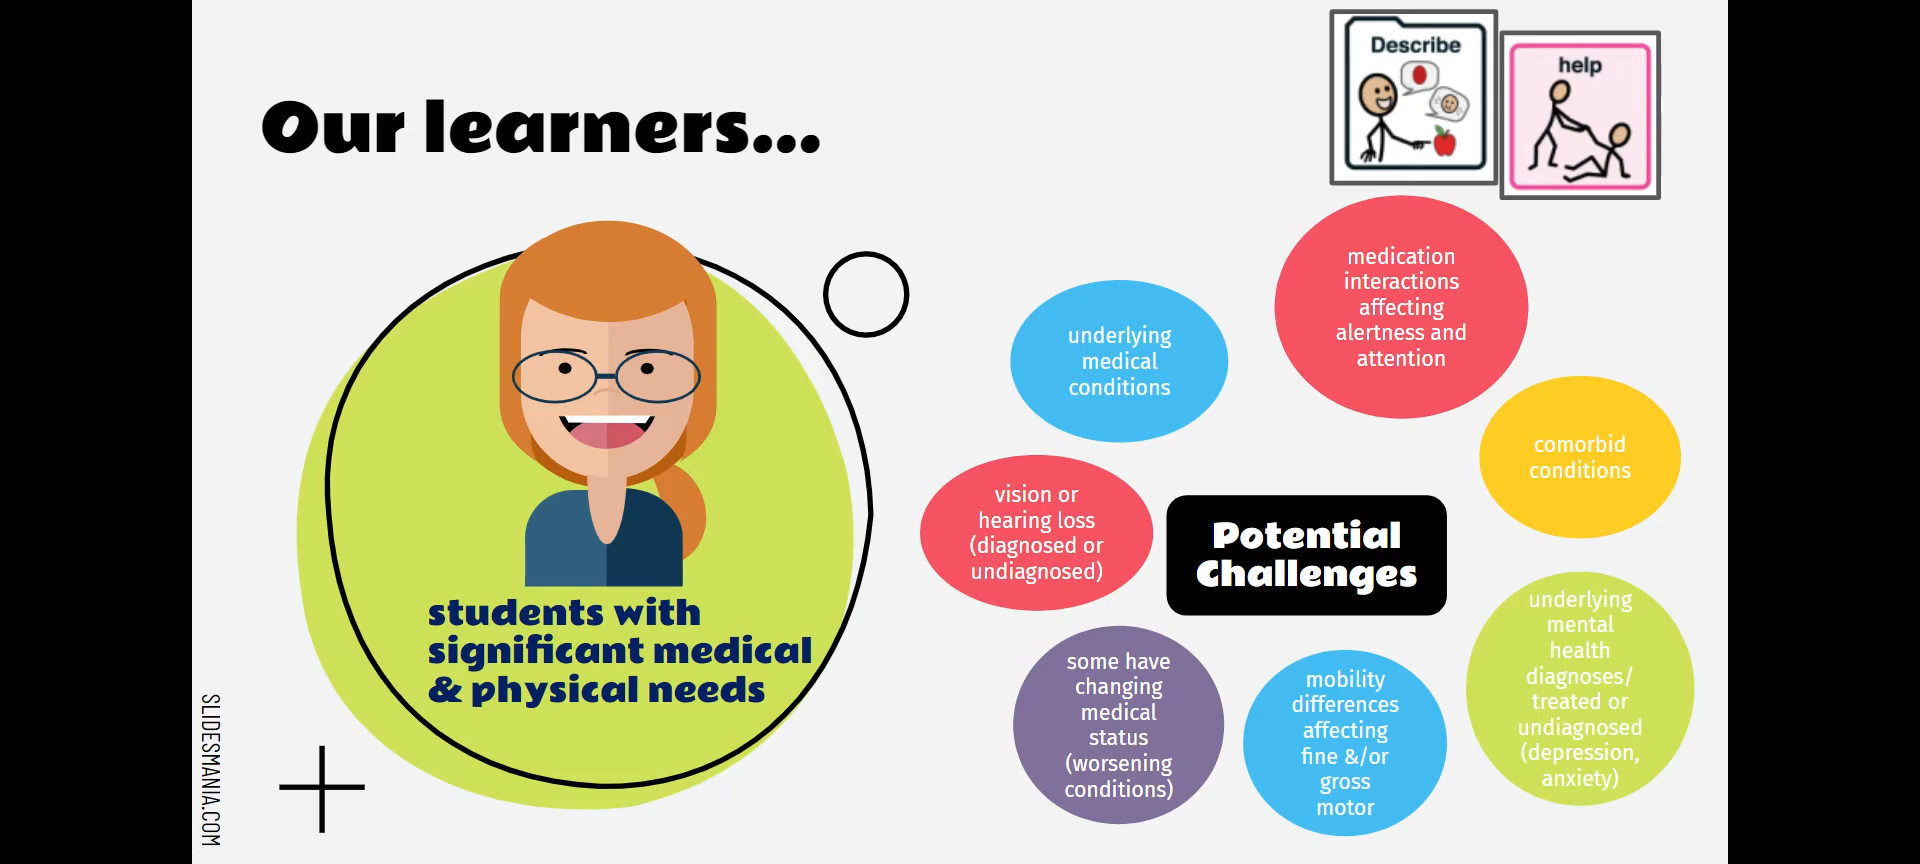 Our learners...
Describe
help
students with
significant medical
& physical needs
Potential
Challenges
underlying
medical
conditions
medication
interactions
affecting
alertness and
attention
comorbid
conditions
vision or
hearing loss
(diagnosed or
undiagnosed)
underlying
mental
health
diagnoses/
treated or
undiagnosed
(depression,
anxiety)
some have
changing
medical
status
(worsening
conditions)
mobility
differences
affecting
fine &/or
gross
motor
SLIDESMANIA.COM